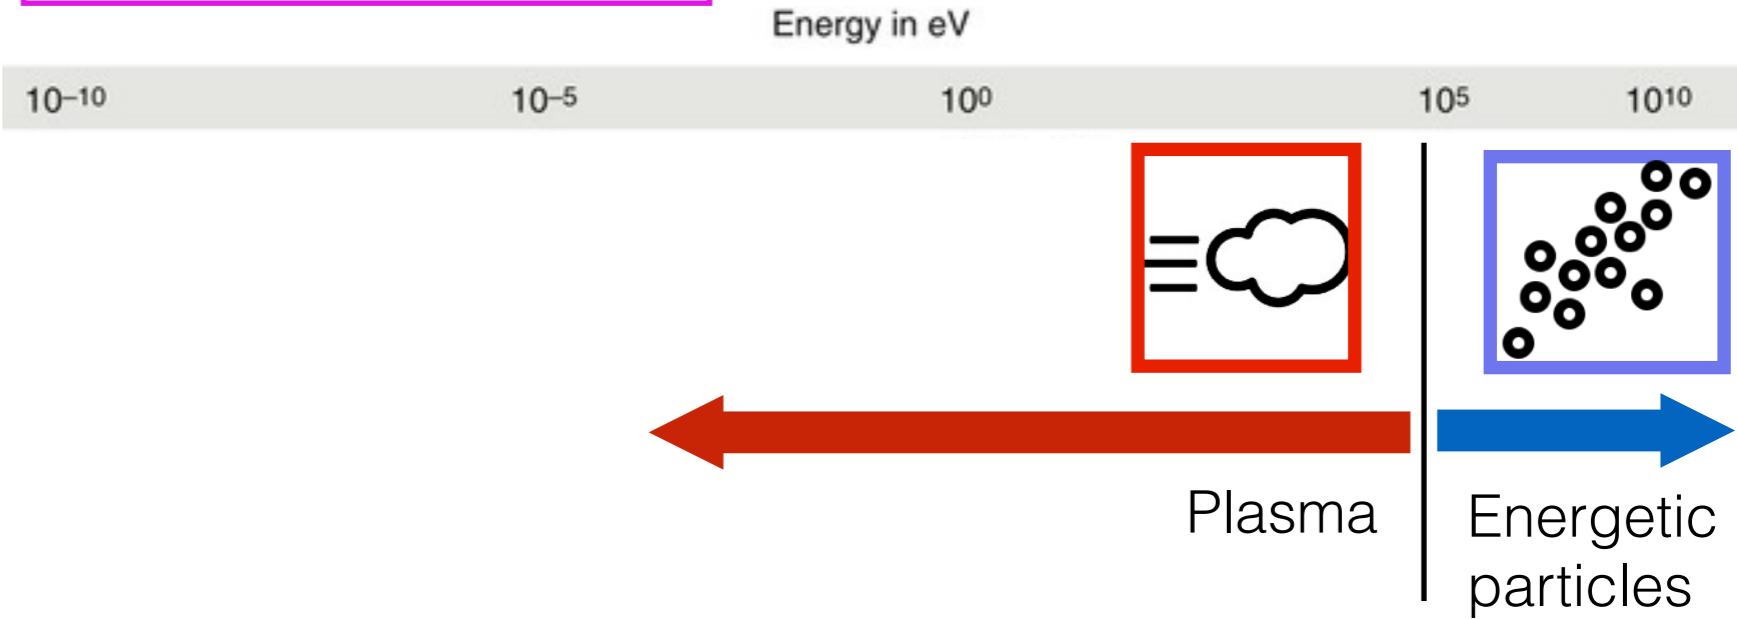 Energy in eV
10⁻¹⁰ 10⁻⁵ 10⁰ 10⁵ 10¹⁰
Plasma
Energetic
particles